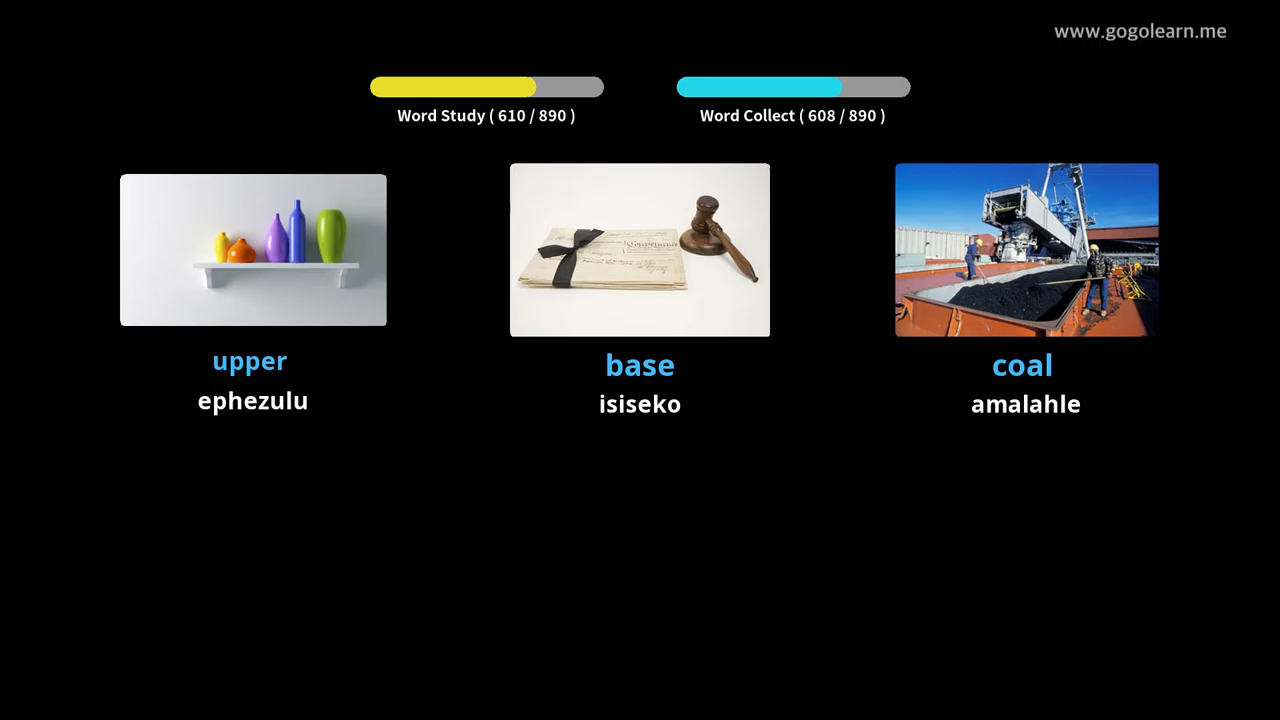 www.gogolearn.me
Word Study ( 610 / 890 )
Word Collect ( 608 / 890 )
upper
ephezulu
base
isiseko
coal
amalahle